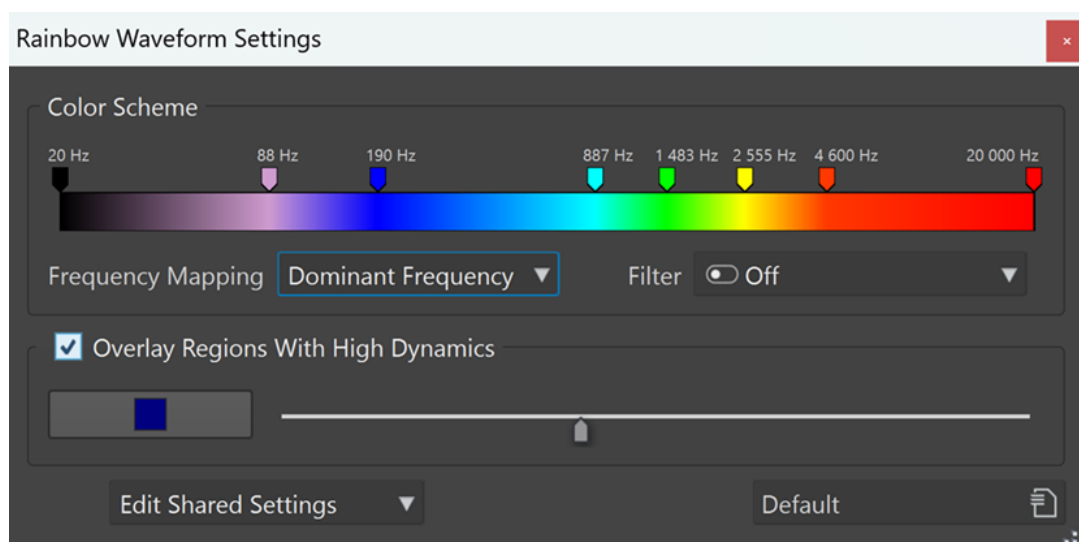 Rainbow Waveform Settings
×
Color Scheme
20 Hz 88 Hz 190 Hz 887 Hz 1 483 Hz 2 555 Hz 4 600 Hz 20 000 Hz
Frequency Mapping Dominant Frequency Filter Off
Overlay Regions With High Dynamics
Edit Shared Settings Default